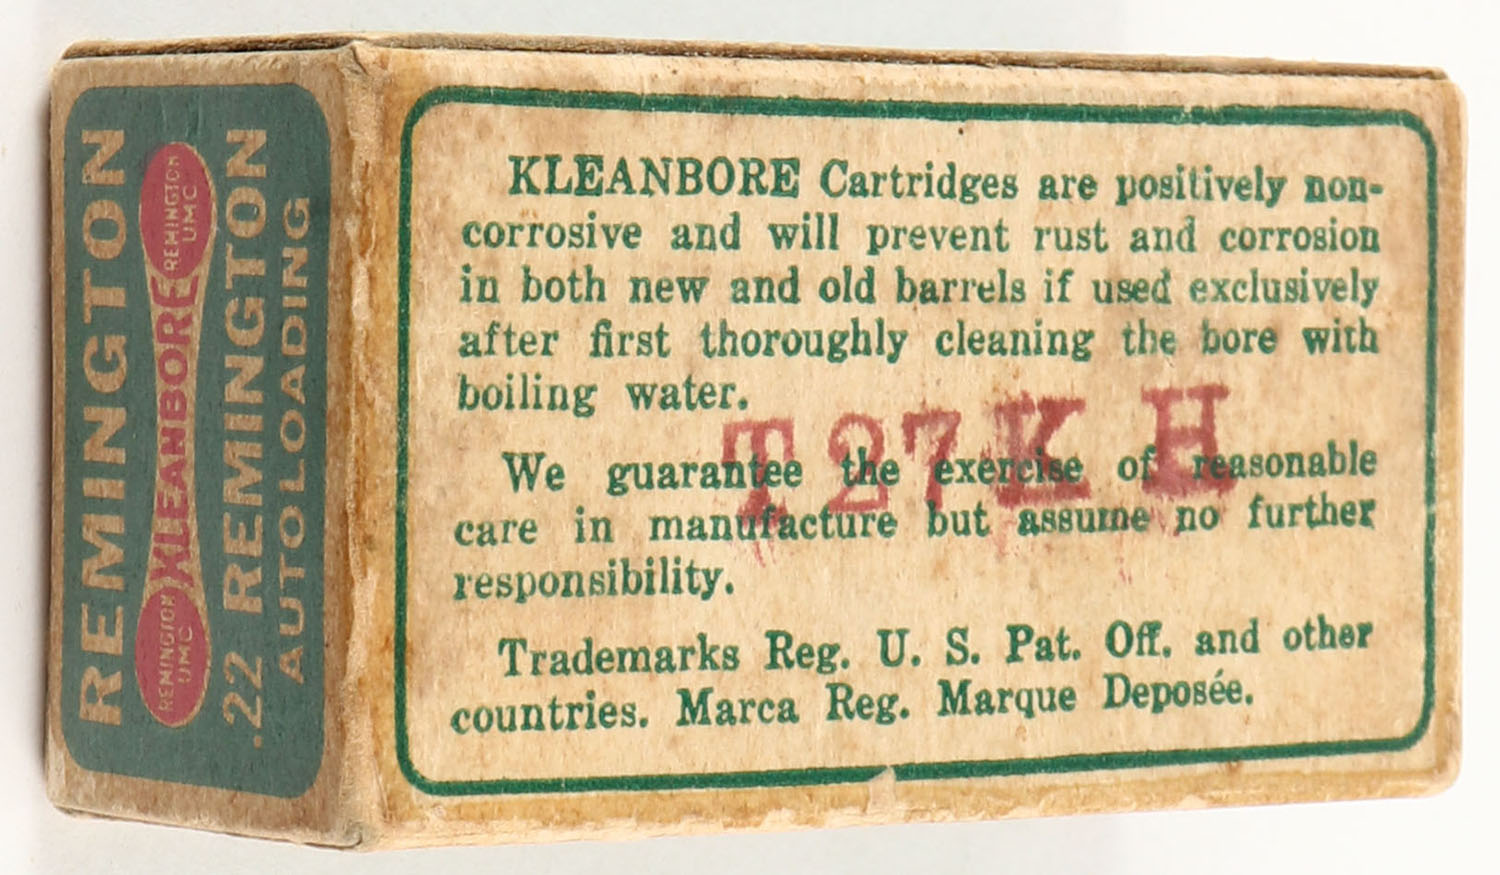 REMINGTON
REMINGTON
UMC
KLEANBORE
REMINGTON
UMC
.22 REMINGTON
AUTOLOADING
KLEANBORE Cartridges are positively non-
corrosive and will prevent rust and corrosion
in both new and old barrels if used exclusively
after first thoroughly cleaning the bore with
boiling water.
T27K H
We guarantee the exercise of reasonable
care in manufacture but assume no further
responsibility.
Trademarks Reg. U. S. Pat. Off. and other
countries. Marca Reg. Marque Deposée.